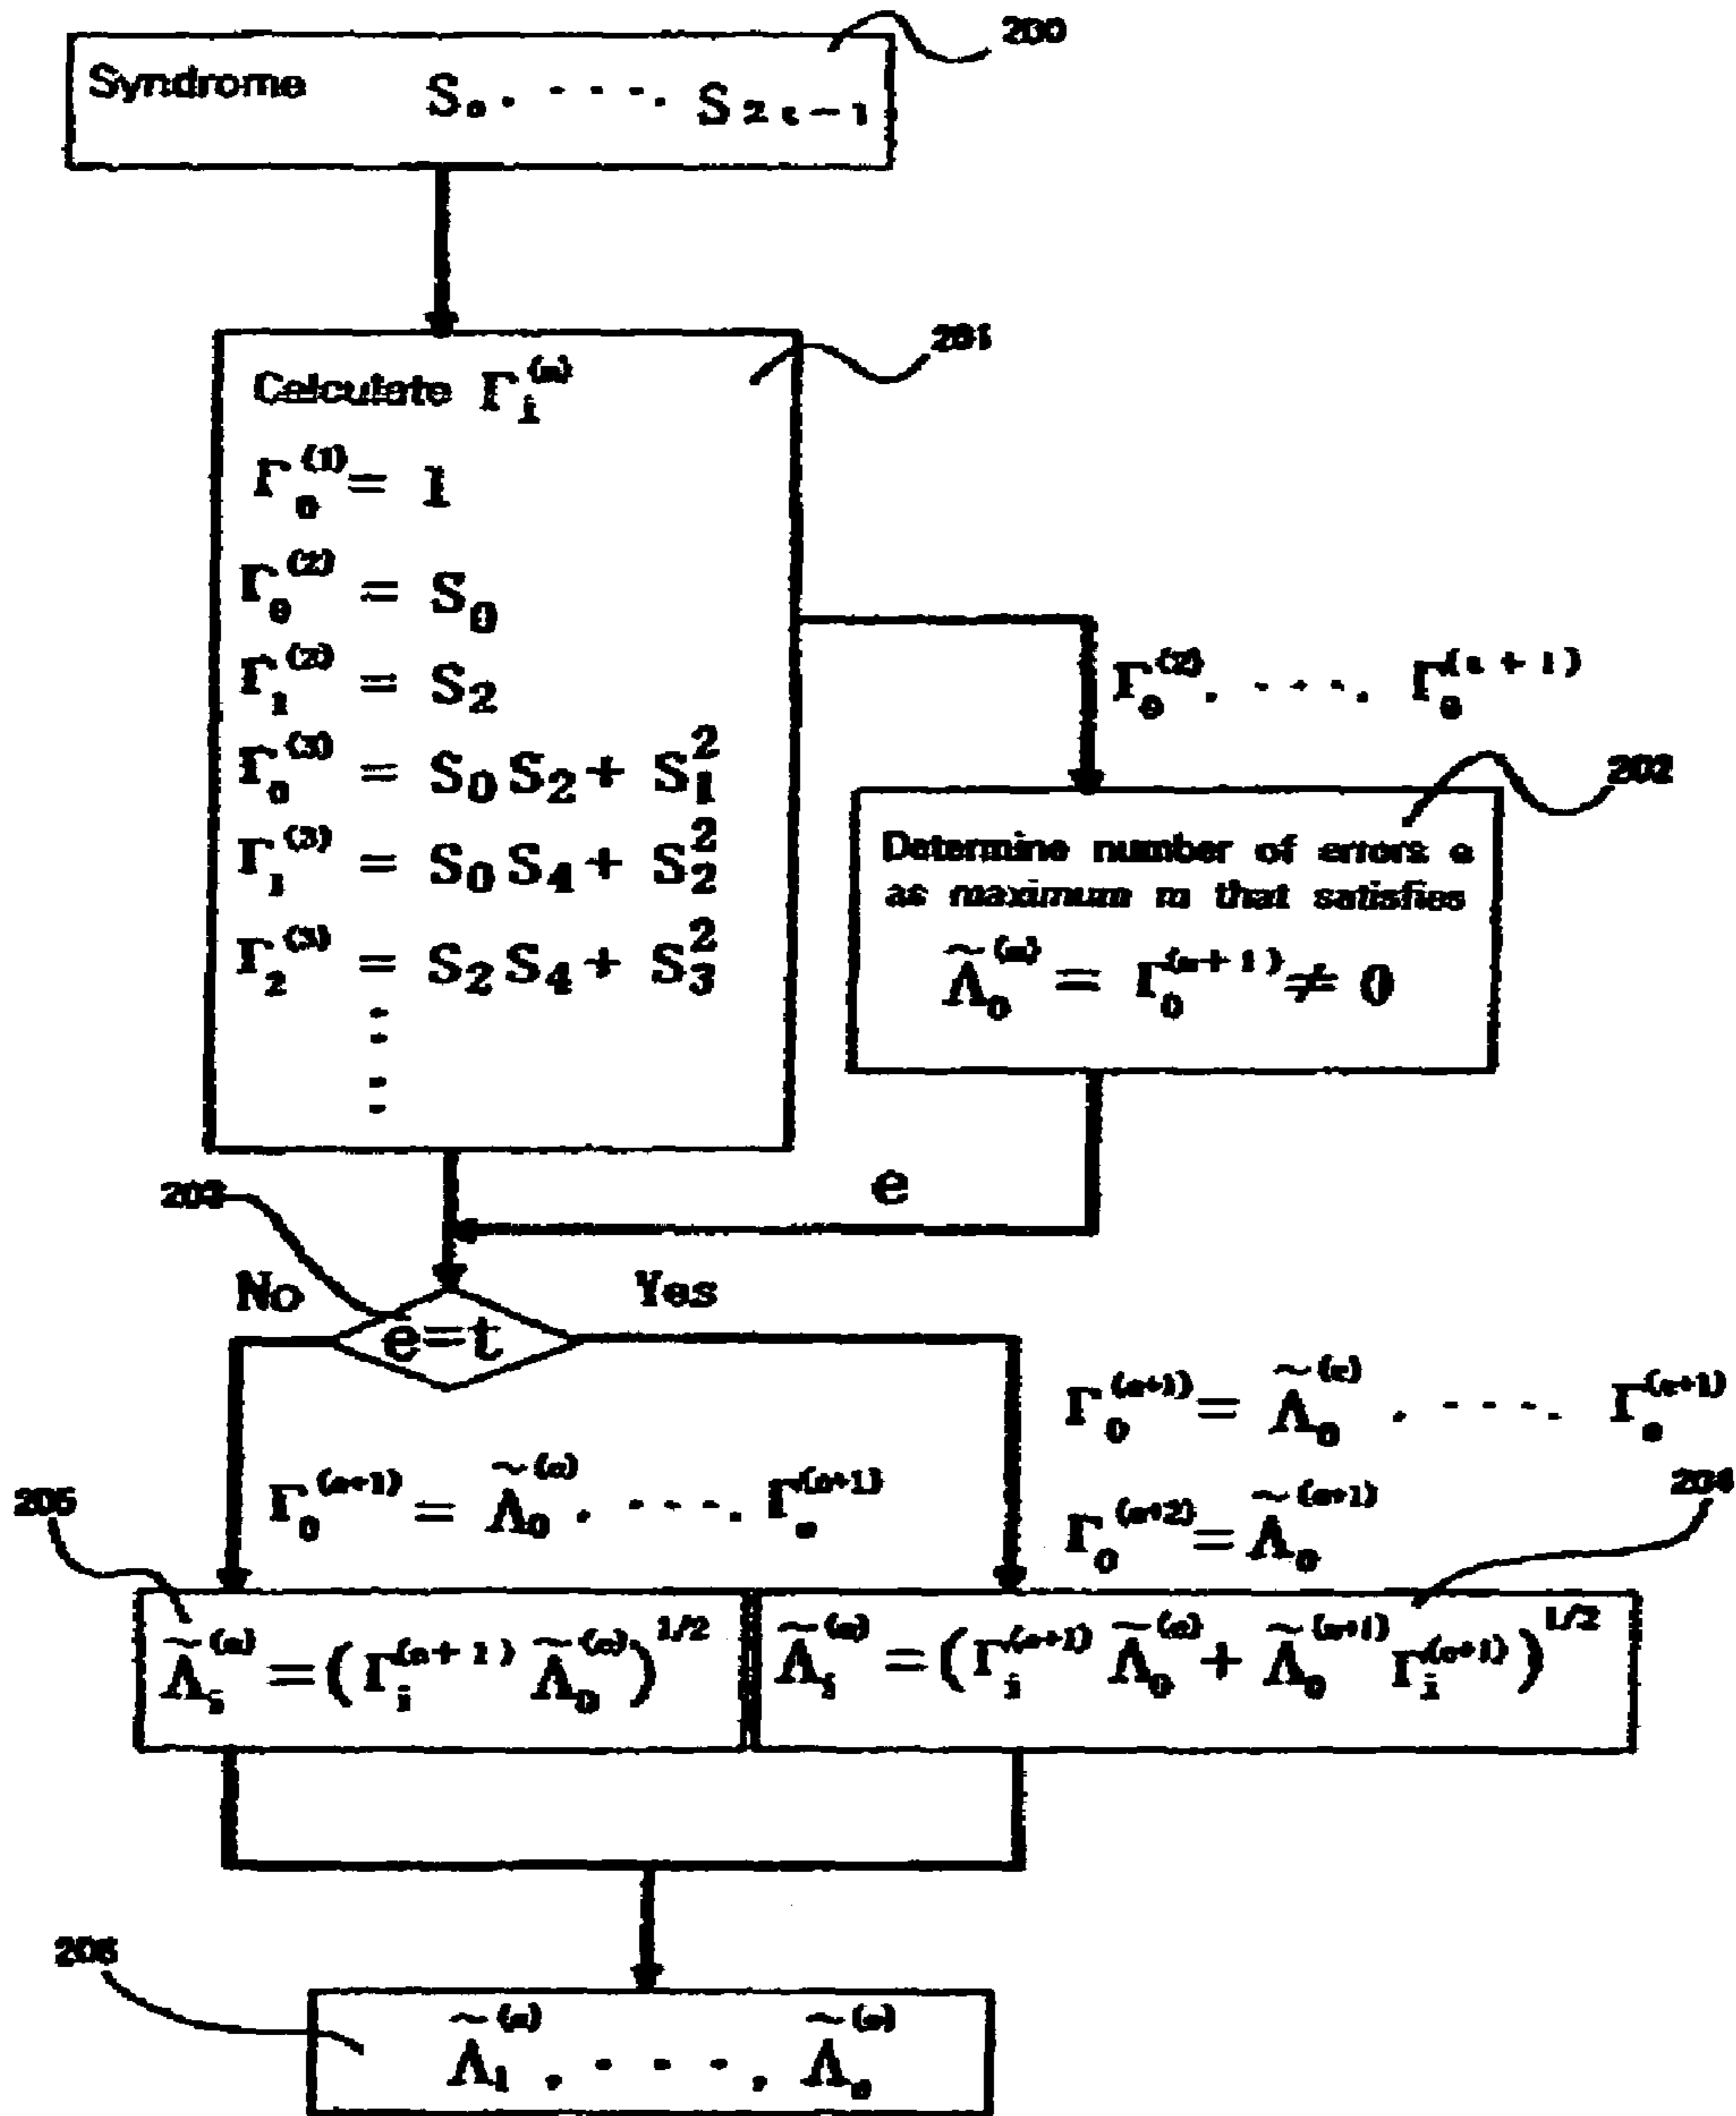 200
Syndrome S₀, ····, S₂ₜ₋₁
201
Calculate Γᵢ⁽ᵐ⁾
Γ₀⁽¹⁾ = 1
Γ₀⁽²⁾ = S₀
Γ₁⁽²⁾ = S₂
Γ₀⁽³⁾ = S₀S₂ + S₁²
Γ₁⁽³⁾ = S₀S₄ + S₂²
Γ₂⁽³⁾ = S₂S₄ + S₃²
Γ₀⁽²⁾, ····, Γ₀⁽ᵗ⁺¹⁾
202
Determine number of errors e
as maximum m that satisfies
Λ̃₀⁽ᵐ⁾ = Γ₀⁽ᵐ⁺¹⁾ ≠ 0
203
e
No
Yes
e=t
Γ₀⁽ᵉ⁺¹⁾ = Λ̃₀⁽ᵉ⁾, ····, Γₑ⁽ᵉ⁺¹⁾
Γ₀⁽ᵉ⁺²⁾ = Λ̃₀⁽ᵉ⁺¹⁾
204
205
Γ₀⁽ᵉ⁺¹⁾ = Λ̃₀⁽ᵉ⁾, ····, Γₑ⁽ᵉ⁺¹⁾
Λ̃ᵢ⁽ᵉ⁾ = (Γᵢ⁽ᵉ⁺¹⁾ Λ̃₀⁽ᵉ⁾)^1/2
Λ̃ᵢ⁽ᵉ⁾ = (Γᵢ⁽ᵉ⁺¹⁾ Λ̃₀⁽ᵉ⁾ + Λ̃₀⁽ᵉ⁺¹⁾ Γᵢ⁽ᵉ⁺¹⁾)^1/2
206
Λ̃₁⁽ᵉ⁾, ····, Λ̃ₑ⁽ᵉ⁾